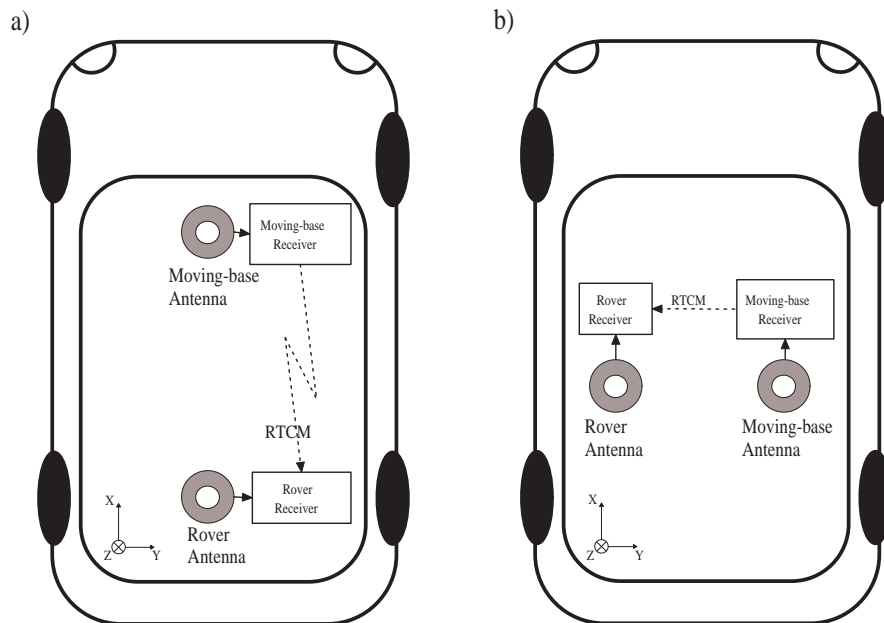 a)
Moving-base
Receiver
Moving-base
Antenna
RTCM
Rover
Receiver
Rover
Antenna
X
Z
Y
b)
Rover
Receiver
RTCM
Moving-base
Receiver
Rover
Antenna
Moving-base
Antenna
X
Z
Y